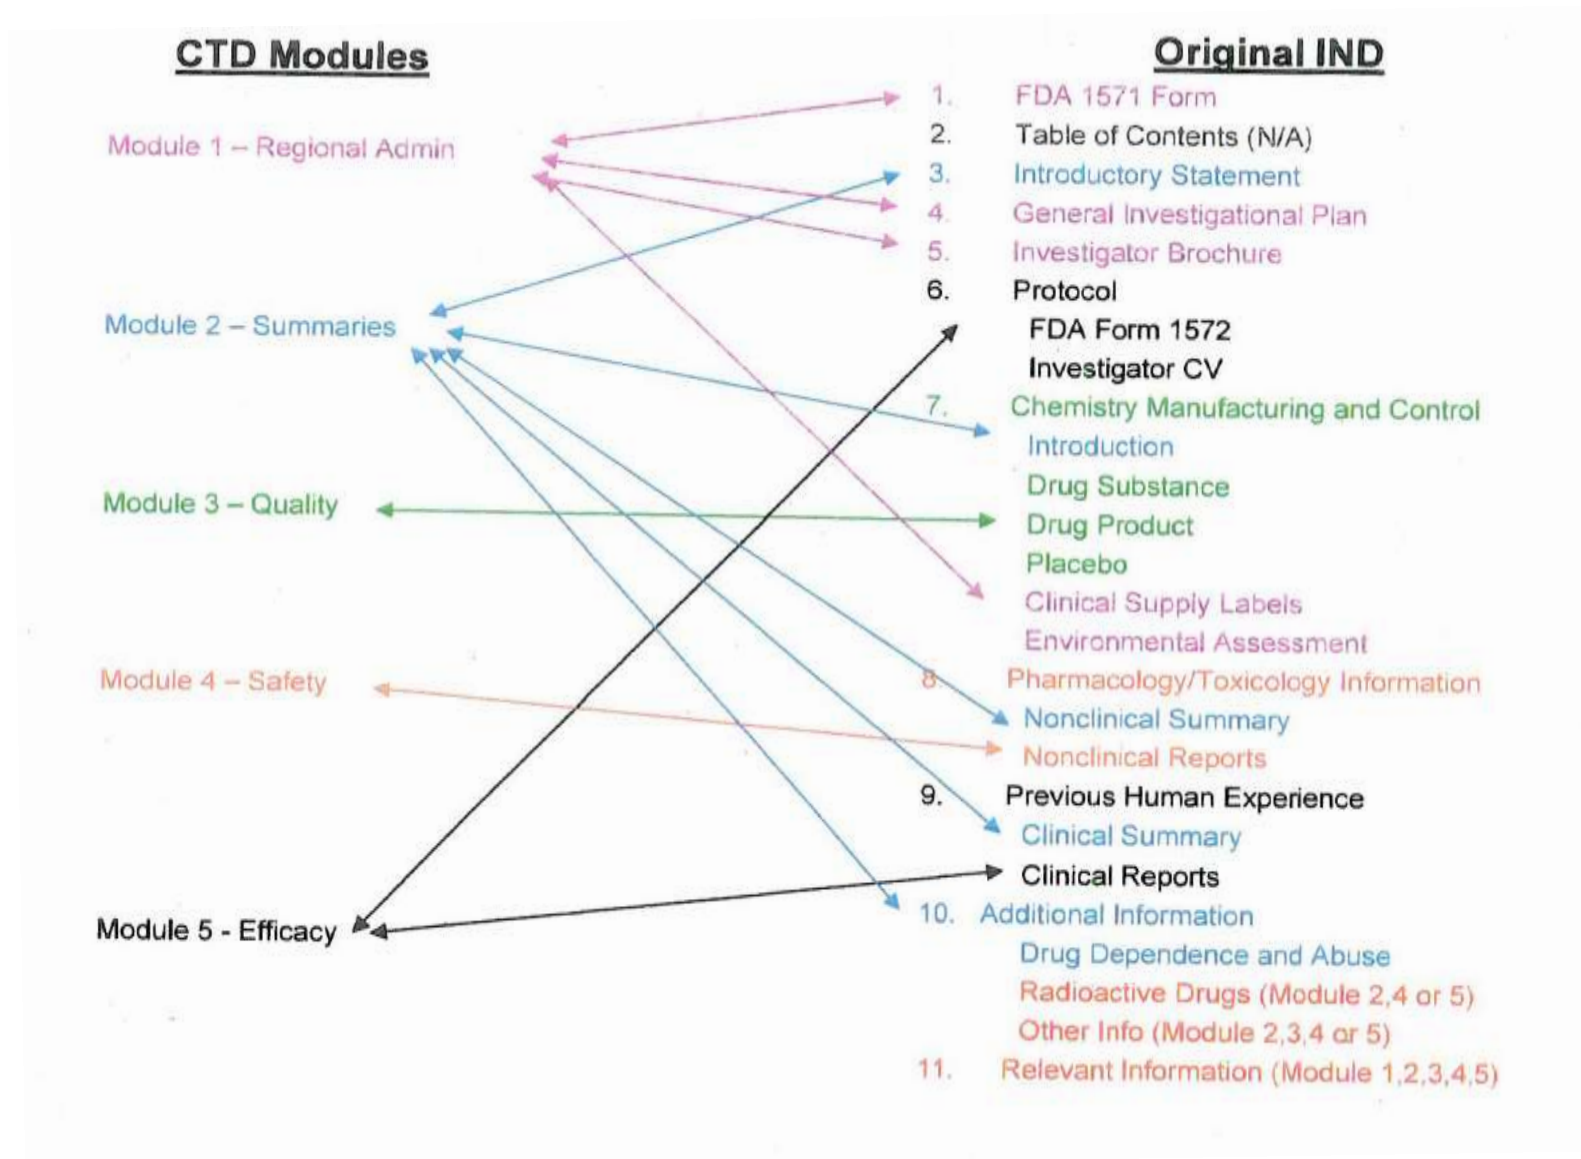 CTD Modules
Module 1 – Regional Admin
Module 2 – Summaries
Module 3 – Quality
Module 4 – Safety
Module 5 - Efficacy
Original IND
1. FDA 1571 Form
2. Table of Contents (N/A)
3. Introductory Statement
4. General Investigational Plan
5. Investigator Brochure
6. Protocol
FDA Form 1572
Investigator CV
7. Chemistry Manufacturing and Control
Introduction
Drug Substance
Drug Product
Placebo
Clinical Supply Labels
Environmental Assessment
8. Pharmacology/Toxicology Information
Nonclinical Summary
Nonclinical Reports
9. Previous Human Experience
Clinical Summary
Clinical Reports
10. Additional Information
Drug Dependence and Abuse
Radioactive Drugs (Module 2,4 or 5)
Other Info (Module 2,3,4 or 5)
11. Relevant Information (Module 1,2,3,4,5)